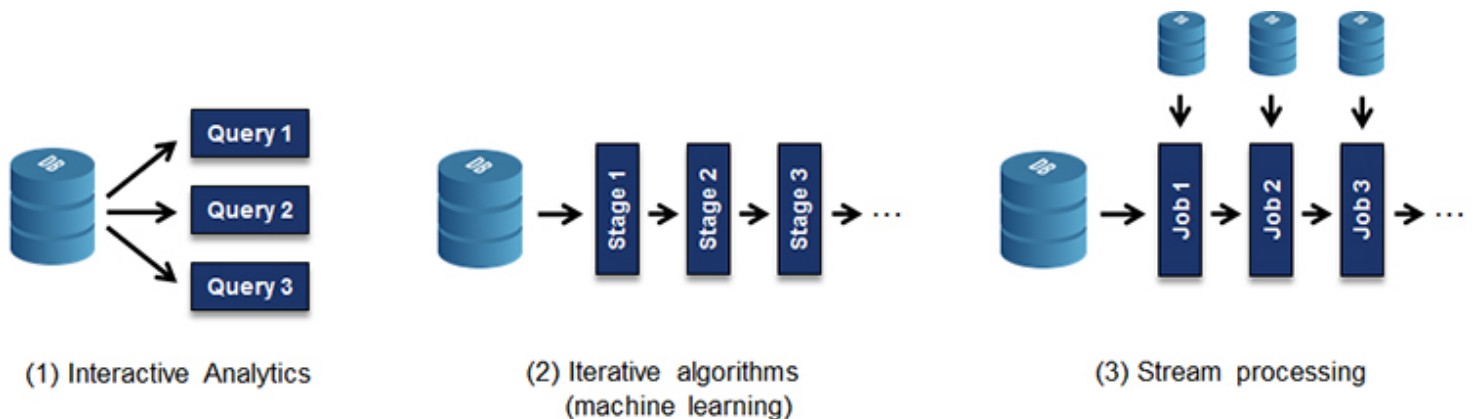 DB
Query 1
Query 2
Query 3
(1) Interactive Analytics
DB
Stage 1
Stage 2
Stage 3
...
(2) Iterative algorithms
(machine learning)
DB
DB
DB
DB
Job 1
Job 2
Job 3
...
(3) Stream processing